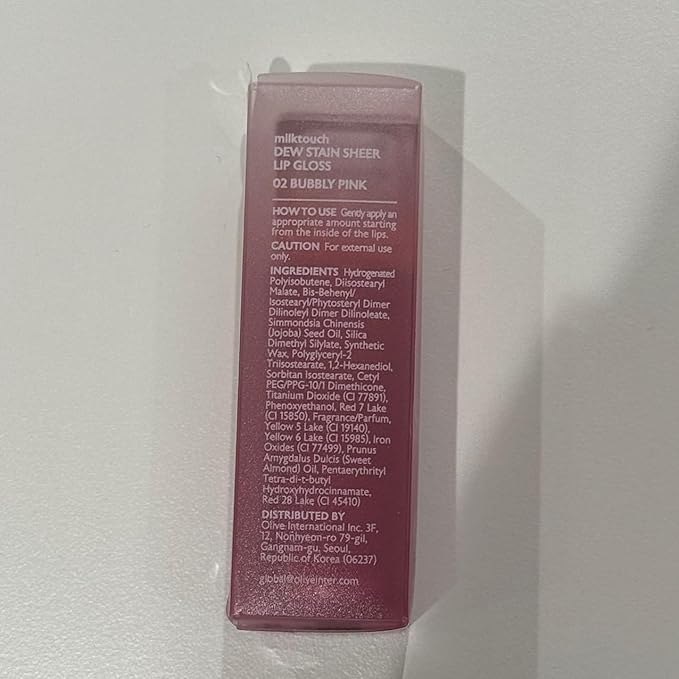 milktouch
DEW STAIN SHEER
LIP GLOSS
02 BUBBLY PINK
HOW TO USE Gently apply an
appropriate amount starting
from the inside of the lips.
CAUTION For external use
only.
INGREDIENTS Hydrogenated
Polyisobutene, Diisostearyl
Malate, Bis-Behenyl/
Isostearyl/Phytosteryl Dimer
Dilinoleyl Dimer Dilinoleate,
Simmondsia Chinensis
(Jojoba) Seed Oil, Silica
Dimethyl Silylate, Synthetic
Wax, Polyglyceryl-2
Triisostearate, 1,2-Hexanediol,
Sorbitan Isostearate, Cetyl
PEG/PPG-10/1 Dimethicone,
Titanium Dioxide (CI 77891),
Phenoxyethanol, Red 7 Lake
(CI 15850), Fragrance/Parfum,
Yellow 5 Lake (CI 19140),
Yellow 6 Lake (CI 15985), Iron
Oxides (CI 77499), Prunus
Amygdalus Dulcis (Sweet
Almond) Oil, Pentaerythrityl
Tetra-di-t-butyl
Hydroxyhydrocinnamate,
Red 28 Lake (CI 45410)
DISTRIBUTED BY
Olive International Inc. 3F,
12, Nonhyeon-ro 79-gil,
Gangnam-gu, Seoul,
Republic of Korea (06237)
global@oliveinter.com